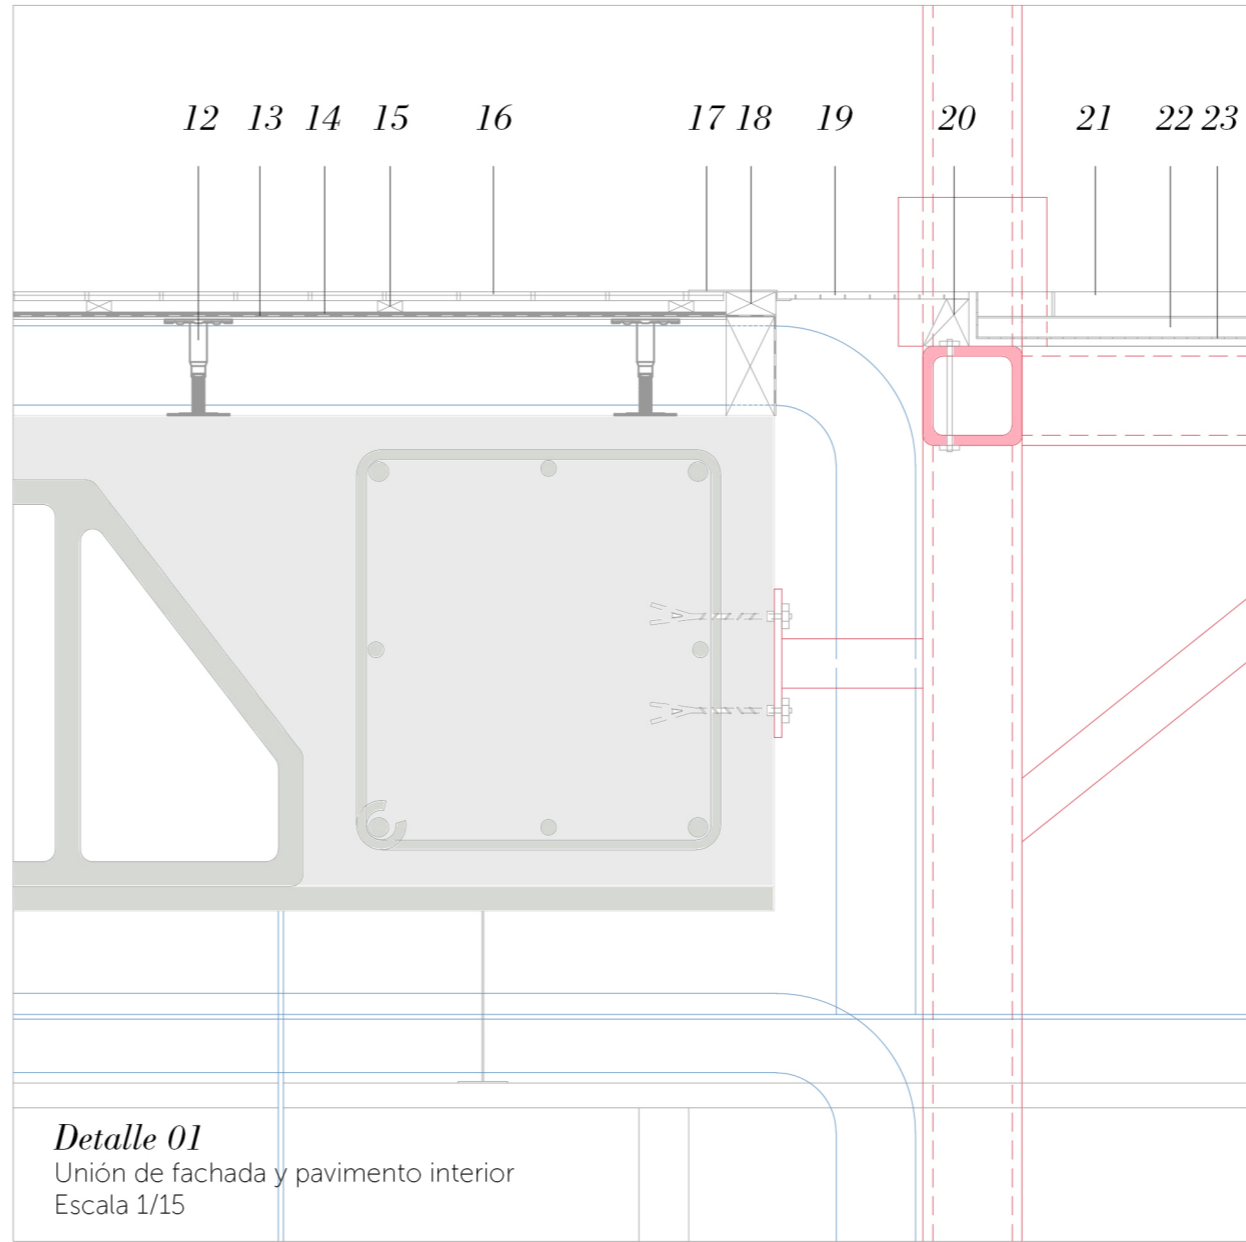 12 13 14 15 16 17 18 19 20 21 22 23
Detalle 01
Unión de fachada y pavimento interior
Escala 1/15